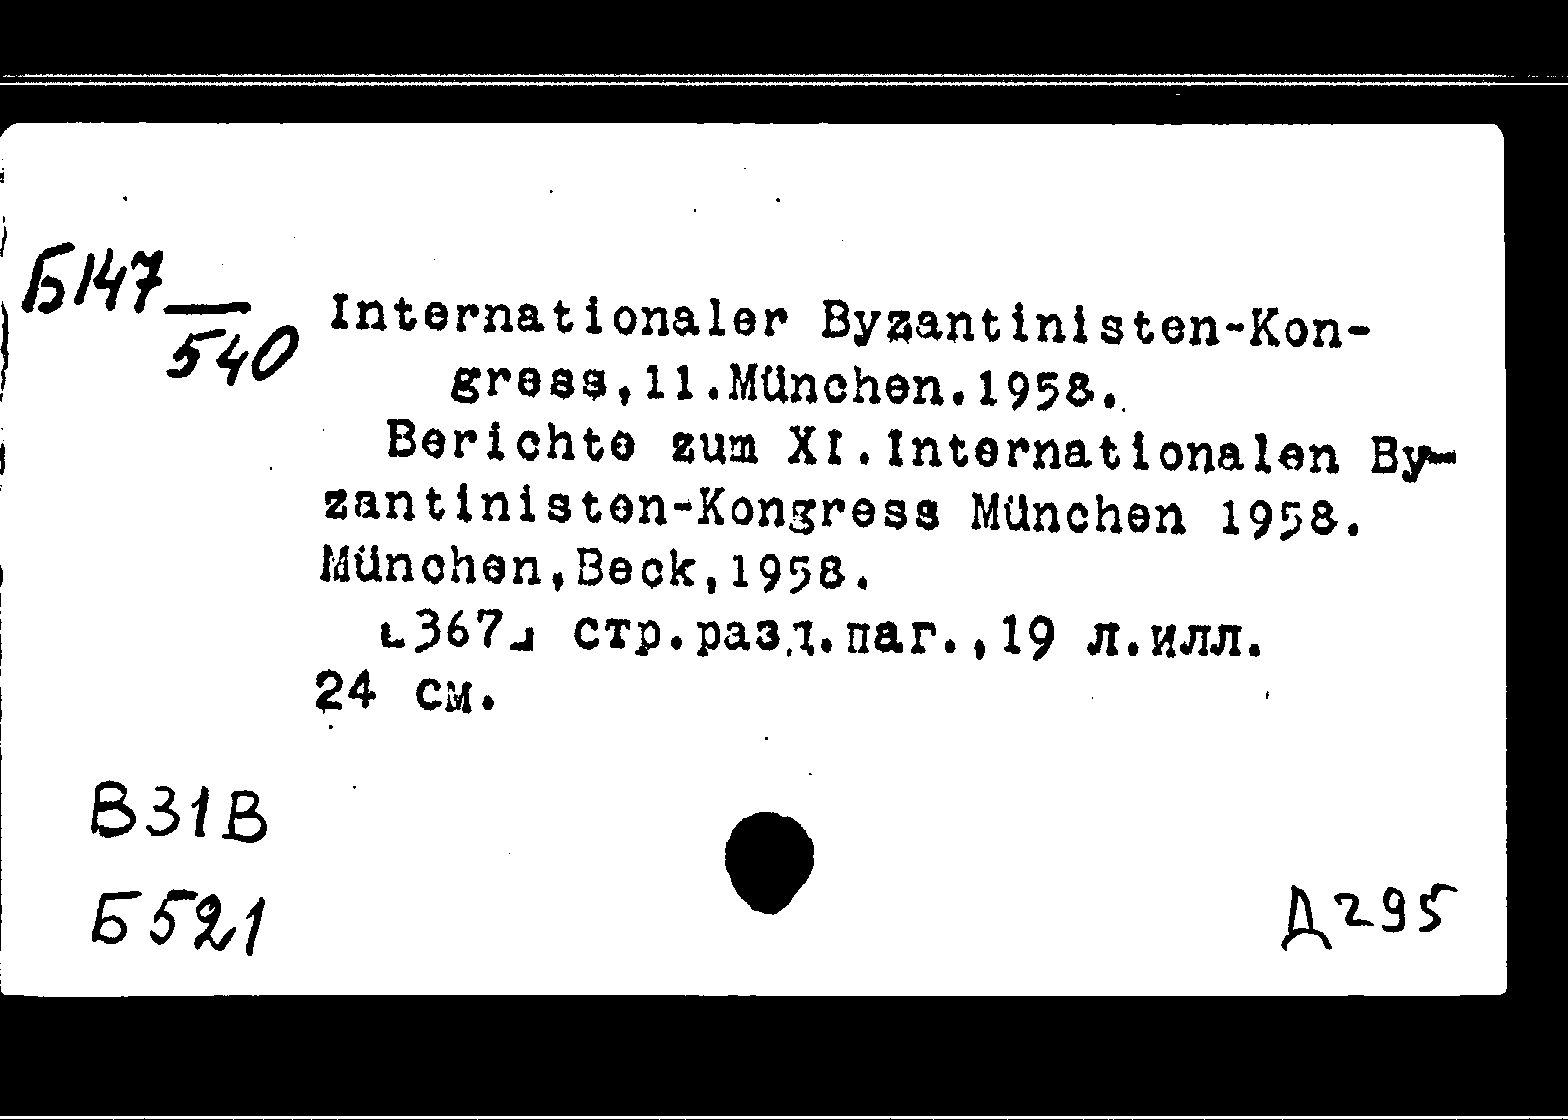 Б147
540
Internationaler Byzantinisten-Kon-
gress,11.München.1958.
Berichte zum XI.Internationalen By-
zantinisten-Kongress München 1958.
München,Beck,1958.
[367] стр.разд.паг.,19 л.илл.
24 см.
В31В
Б521
Д295